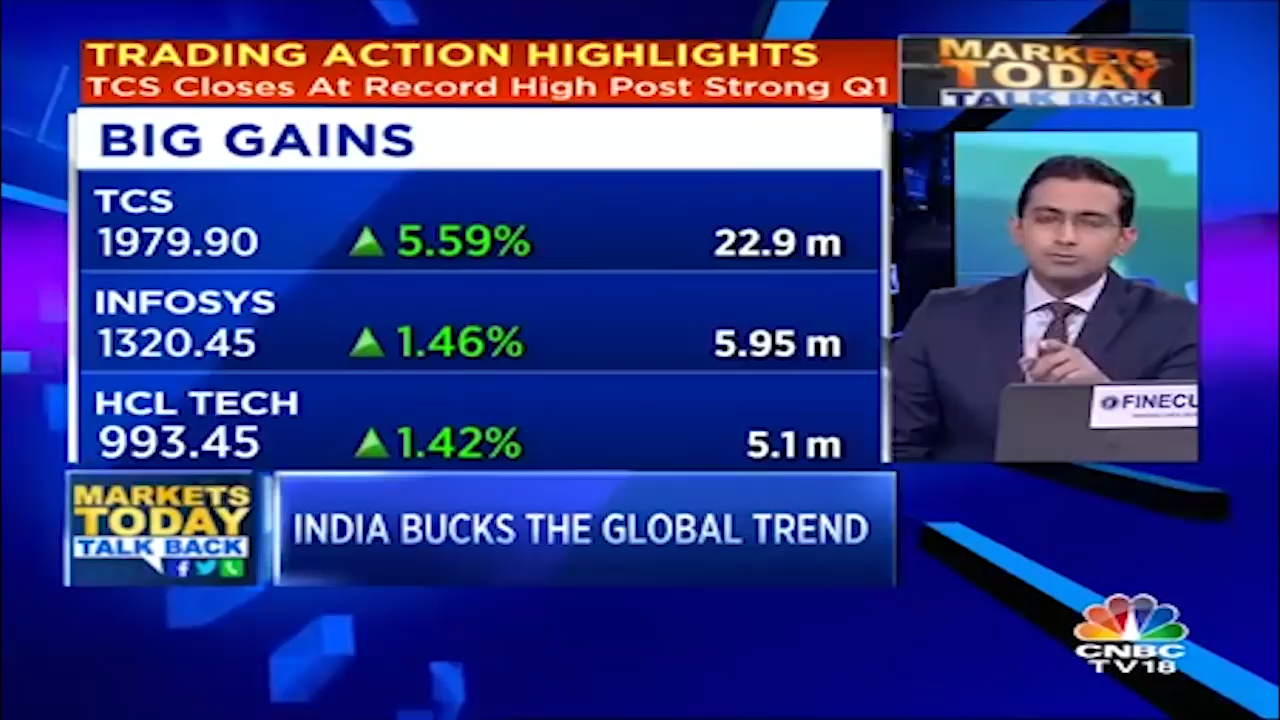 TRADING ACTION HIGHLIGHTS
TCS Closes At Record High Post Strong Q1
MARKETS
TODAY
TALK BACK
BIG GAINS
TCS
1979.90 5.59% 22.9 m
INFOSYS
1320.45 1.46% 5.95 m
HCL TECH
993.45 1.42% 5.1 m
FINECU
MARKETS
TODAY
TALK BACK
INDIA BUCKS THE GLOBAL TREND
CNBC
TV18